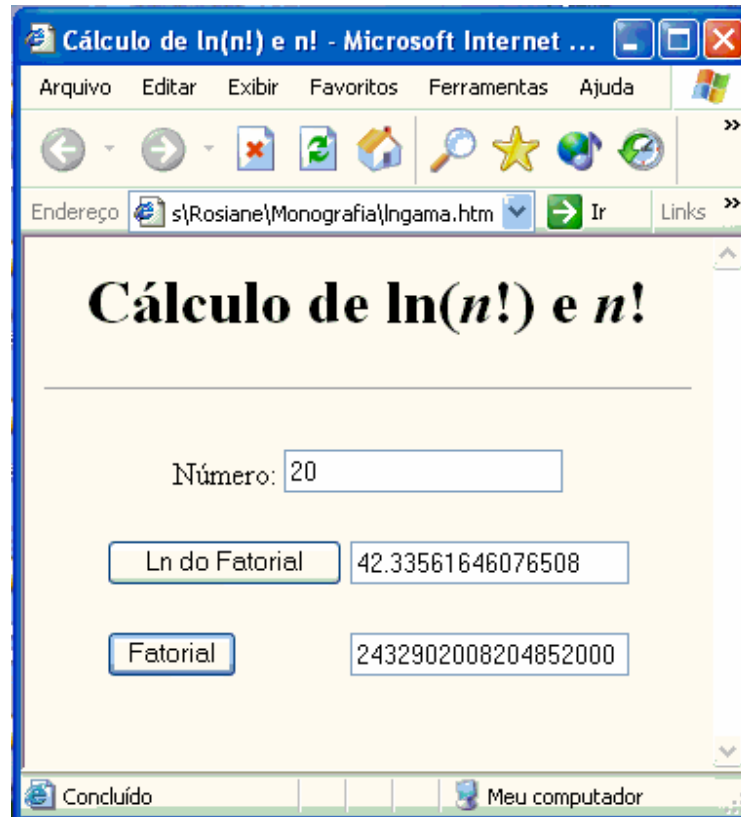 Cálculo de ln(n!) e n! - Microsoft Internet ...
Arquivo Editar Exibir Favoritos Ferramentas Ajuda
»
Endereço s\Rosiane\Monografia\lngama.htm Ir Links »
Cálculo de ln(n!) e n!
Número: 20
Ln do Fatorial 42.33561646076508
Fatorial 2432902008204852000
Concluído Meu computador